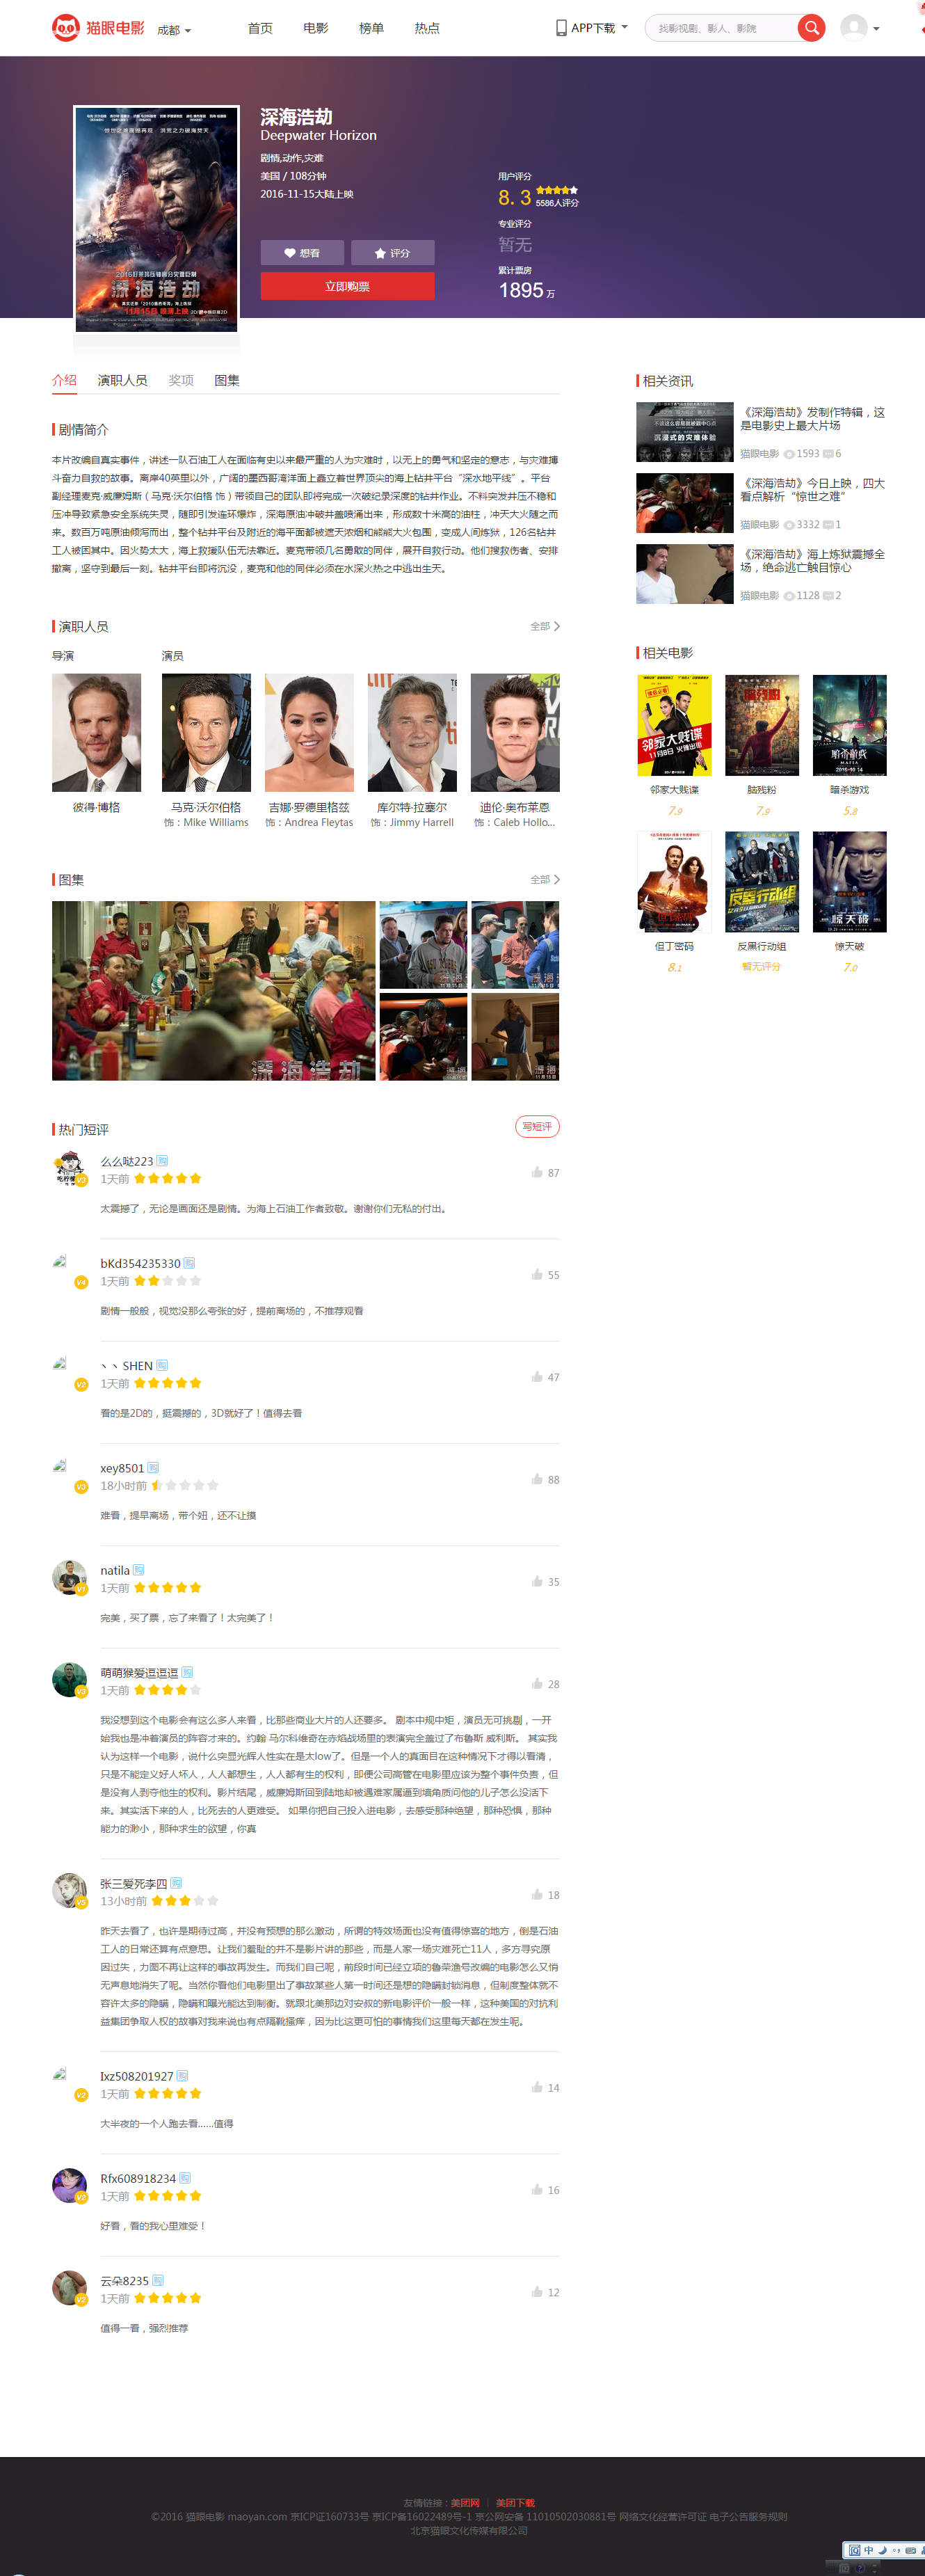 猫眼电影 成都
首页 电影 榜单 热点
APP下载
找影视剧、影人、影院
深海浩劫
Deepwater Horizon
剧情,动作,灾难
美国 / 108分钟
2016-11-15大陆上映
想看
评分
立即购票
用户评分
8.3
5586人评分
专业评分
暂无
累计票房
1895万
深海浩劫
11月15日
介绍 演职人员 奖项 图集
剧情简介
本片改编自真实事件，讲述一队石油工人在面临有史以来最严重的人为灾难时，以无上的勇气和坚定的意志，与灾难搏
斗奋力自救的故事。离岸40英里以外，广阔的墨西哥湾洋面上矗立着世界顶尖的海上钻井平台“深水地平线”。平台
副经理麦克·威廉姆斯（马克·沃尔伯格 饰）带领自己的团队即将完成一次破纪录深度的钻井作业。不料突发井压不稳和
压冲导致紧急安全系统失灵，随即引发连环爆炸，深海原油冲破井盖喷涌出来，形成数十米高的油柱，冲天大火随之而
来。数百万吨原油倾泻而出，整个钻井平台及附近的海平面都被遮天浓烟和熊熊大火包围，变成人间炼狱，126名钻井
工人被困其中。因火势太大，海上救援队伍无法靠近。麦克带领几名勇敢的同伴，展开自救行动。他们搜救伤者、安排
撤离，坚守到最后一刻。钻井平台即将沉没，麦克和他的同伴必须在水深火热之中逃出生天。
演职人员
全部
导演
演员
彼得·博格
马克·沃尔伯格
饰：Mike Williams
吉娜·罗德里格兹
饰：Andrea Fleytas
库尔特·拉塞尔
饰：Jimmy Harrell
迪伦·奥布莱恩
饰：Caleb Hollo...
图集
全部
深海浩劫
热门短评
写短评
么么哒223 购
1天前
87
太震撼了，无论是画面还是剧情。为海上石油工作者致敬。谢谢你们无私的付出。
bKd354235330 购
1天前
55
剧情一般般，视觉没那么夸张的好，提前离场的，不推荐观看
丶丶SHEN 购
1天前
47
看的是2D的，挺震撼的，3D就好了！值得去看
xey8501 购
18小时前
88
难看，提早离场，带个妞，还不让摸
natila 购
1天前
35
完美，买了票，忘了来看了！太完美了！
萌萌猴爱逗逗逗 购
1天前
28
我没想到这个电影会有这么多人来看，比那些商业大片的人还要多。 剧本中规中矩，演员无可挑剔，一开
始我也是冲着演员的阵容才来的。约翰 马尔科维奇在赤焰战场里的表演完全盖过了布鲁斯 威利斯。 其实我
认为这样一个电影，说什么突显光辉人性实在是太low了。但是一个人的真面目在这种情况下才得以看清，
只是不能定义好人坏人，人人都想生，人人都有生的权利，即便公司高管在电影里应该为整个事件负责，但
是没有人剥夺他生的权利。影片结尾，威廉姆斯回到陆地却被遇难家属逼到墙角质问他的儿子怎么没活下
来。其实活下来的人，比死去的人更难受。 如果你把自己投入进电影，去感受那种绝望，那种恐惧，那种
能力的渺小，那种求生的欲望，你真
张三爱死李四 购
13小时前
18
昨天去看了，也许是期待过高，并没有预想的那么激动，所谓的特效场面也没有值得惊喜的地方，倒是石油
工人的日常还算有点意思。让我们羞耻的并不是影片讲的那些，而是人家一场灾难死亡11人，多方寻究原
因过失，力图不再让这样的事故再发生。而我们自己呢，前段时间已经立项的鲁荣渔号改编的电影怎么又悄
无声息地消失了呢。当然你看他们电影里出了事故某些人第一时间还是想的隐瞒封锁消息，但制度整体就不
容许太多的隐瞒，隐瞒和曝光能达到制衡。就跟北美那边对安叔的新电影评价一般一样，这种美国的对抗利
益集团争取人权的故事对我来说也有点隔靴搔痒，因为比这更可怕的事情我们这里每天都在发生呢。
Ixz508201927 购
1天前
14
大半夜的一个人跑去看......值得
Rfx608918234 购
1天前
16
好看，看的我心里难受！
云朵8235 购
1天前
12
值得一看，强烈推荐
相关资讯
《深海浩劫》发制作特辑，这
是电影史上最大片场
猫眼电影 1593 6
《深海浩劫》今日上映，四大
看点解析“惊世之难”
猫眼电影 3332 1
《深海浩劫》海上炼狱震撼全
场，绝命逃亡触目惊心
猫眼电影 1128 2
相关电影
邻家大贱谍
7.9
脑残粉
7.9
暗杀游戏
5.8
但丁密码
8.1
反黑行动组
暂无评分
惊天破
7.0
友情链接：美团网 | 美团下载
©2016 猫眼电影 maoyan.com 京ICP证160733号 京ICP备16022489号-1 京公网安备 11010502030881号 网络文化经营许可证 电子公告服务规则
北京猫眼文化传媒有限公司
中